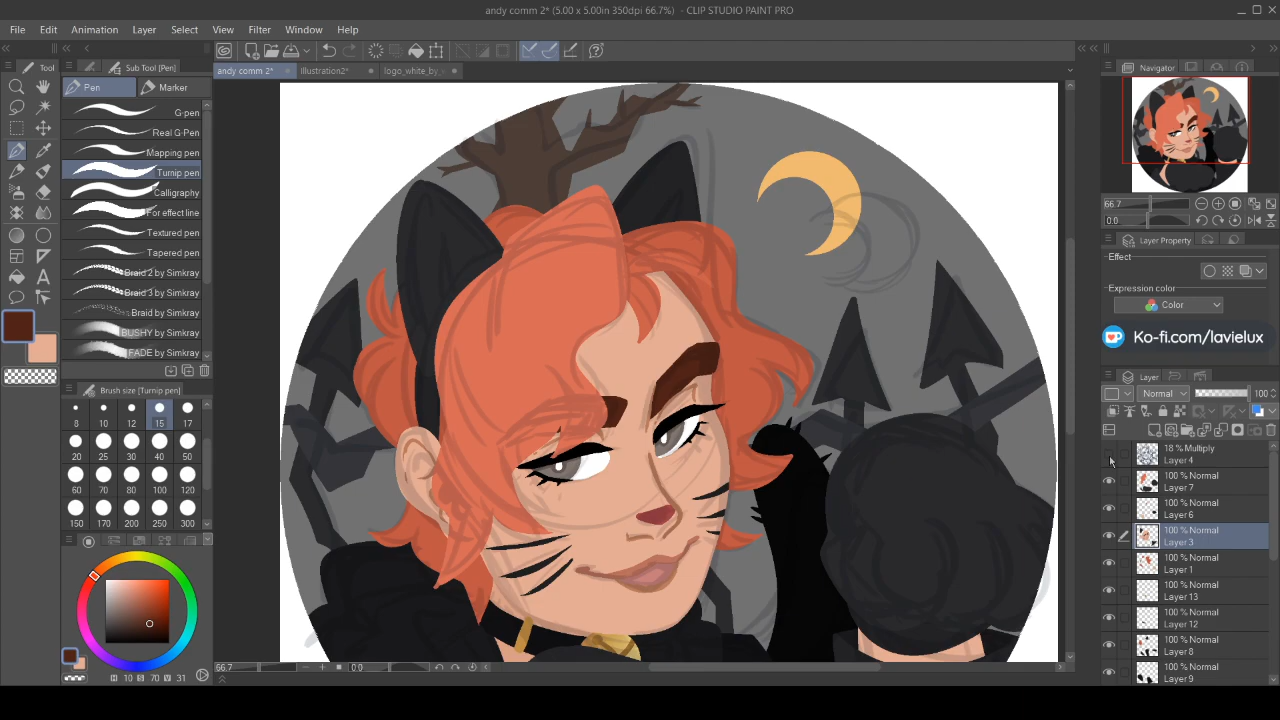 andy comm 2* (5.00 x 5.00in 350dpi 66.7%) - CLIP STUDIO PAINT PRO
File Edit Animation Layer Select View Filter Window Help
Tool
Sub Tool [Pen]
andy comm 2*
Illustration2*
logo_white_by_
Navigator
Pen
Marker
G-pen
Real G-Pen
Mapping pen
Turnip pen
Calligraphy
For effect line
Textured pen
Tapered pen
Braid 2 by Simkray
Braid 3 by Simkray
Braid by Simkray
BUSHY by Simkray
FADE by Simkray
Brush size [Turnip pen]
8 10 12 15 17
20 25 30 40 50
60 70 80 100 120
150 170 200 250 300
H 10 S 70 V 31
66.7
0.0
66.7
0.0
Layer Property
Effect
Expression color
Color
Ko-fi.com/lavielux
Layer
Normal
100
18 % Multiply
Layer 4
100 % Normal
Layer 7
100 % Normal
Layer 6
100 % Normal
Layer 3
100 % Normal
Layer 1
100 % Normal
Layer 13
100 % Normal
Layer 12
100 % Normal
Layer 8
100 % Normal
Layer 9